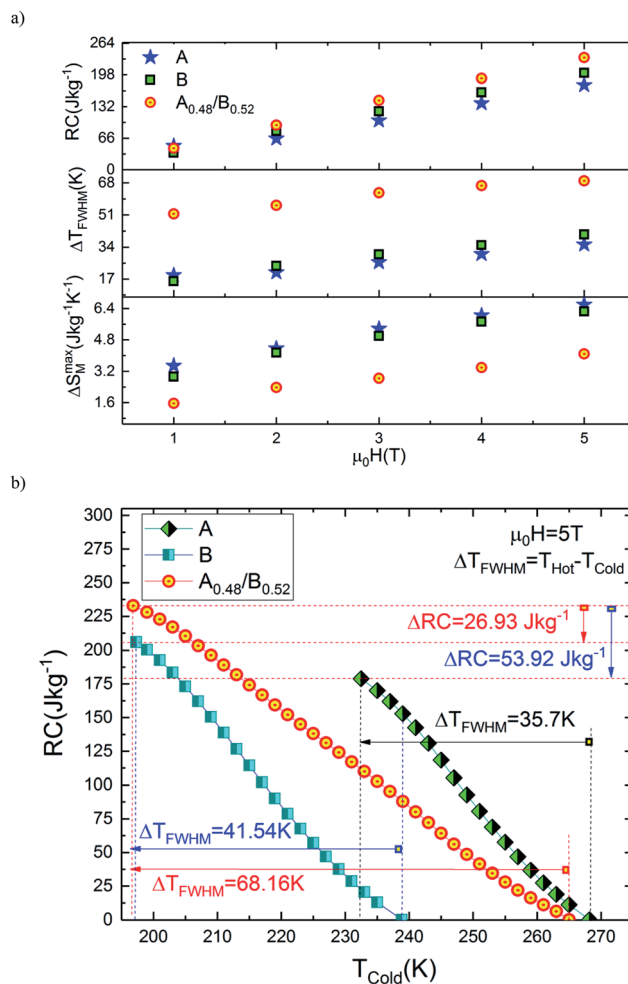 a)
264
198
132
66
0
RC(Jkg⁻¹)
A
B
A₀.₄₈/B₀.₅₂
68
51
34
17
ΔT_FWHM(K)
6.4
4.8
3.2
1.6
ΔS_M^max(Jkg⁻¹K⁻¹)
1 2 3 4 5
μ₀H(T)
b)
300
275
250
225
200
175
150
125
100
75
50
25
0
RC(Jkg⁻¹)
A
B
A₀.₄₈/B₀.₅₂
μ₀H=5T
ΔT_FWHM=T_Hot-T_Cold
ΔRC=26.93 Jkg⁻¹
ΔRC=53.92 Jkg⁻¹
ΔT_FWHM=35.7K
ΔT_FWHM=41.54K
ΔT_FWHM=68.16K
200 210 220 230 240 250 260 270
T_Cold(K)